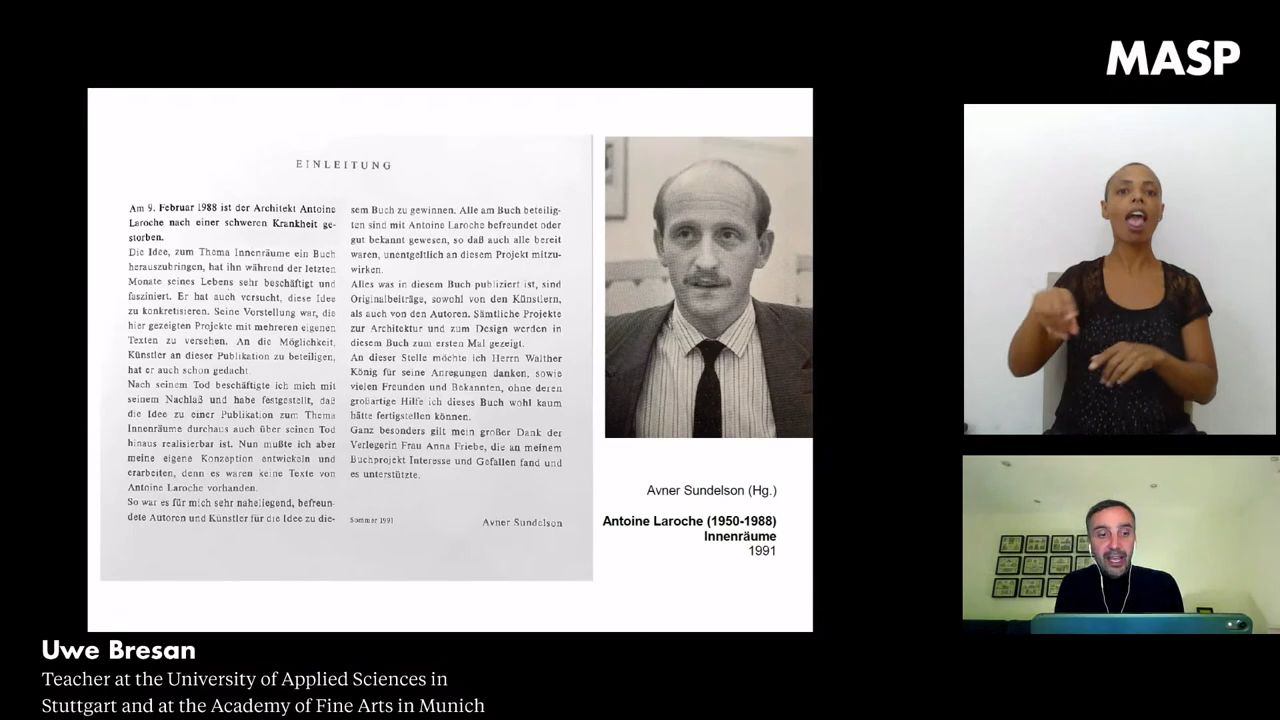 MASP
EINLEITUNG
Am 9. Februar 1988 ist der Architekt Antoine
Laroche nach einer schweren Krankheit ge-
storben.
Die Idee, zum Thema Innenräume ein Buch
herauszubringen, hat ihn während der letzten
Monate seines Lebens sehr beschäftigt und
fasziniert. Er hat auch versucht, diese Idee
zu konkretisieren. Seine Vorstellung war, die
hier gezeigten Projekte mit mehreren eigenen
Texten zu versehen. An die Möglichkeit,
Künstler an dieser Publikation zu beteiligen,
hat er auch schon gedacht.
Nach seinem Tod beschäftigte ich mich mit
seinem Nachlaß und habe festgestellt, daß
die Idee zu einer Publikation zum Thema
Innenräume durchaus auch über seinen Tod
hinaus realisierbar ist. Nun mußte ich aber
meine eigene Konzeption entwickeln und
erarbeiten, denn es waren keine Texte von
Antoine Laroche vorhanden.
So war es für mich sehr naheliegend, befreun-
dete Autoren und Künstler für die Idee zu die-
sem Buch zu gewinnen. Alle am Buch beteilig-
ten sind mit Antoine Laroche befreundet oder
gut bekannt gewesen, so daß auch alle bereit
waren, unentgeltlich an diesem Projekt mitzu-
wirken.
Alles was in diesem Buch publiziert ist, sind
Originalbeiträge, sowohl von den Künstlern,
als auch von den Autoren. Sämtliche Projekte
zur Architektur und zum Design werden in
diesem Buch zum ersten Mal gezeigt.
An dieser Stelle möchte ich Herrn Walther
König für seine Anregungen danken, sowie
vielen Freunden und Bekannten, ohne deren
großartige Hilfe ich dieses Buch wohl kaum
hätte fertigstellen können.
Ganz besonders gilt mein großer Dank der
Verlegerin Frau Anna Friebe, die an meinem
Buchprojekt Interesse und Gefallen fand und
es unterstützte.
Sommer 1991 Avner Sundelson
Avner Sundelson (Hg.)
Antoine Laroche (1950-1988)
Innenräume
1991
Uwe Bresan
Teacher at the University of Applied Sciences in
Stuttgart and at the Academy of Fine Arts in Munich